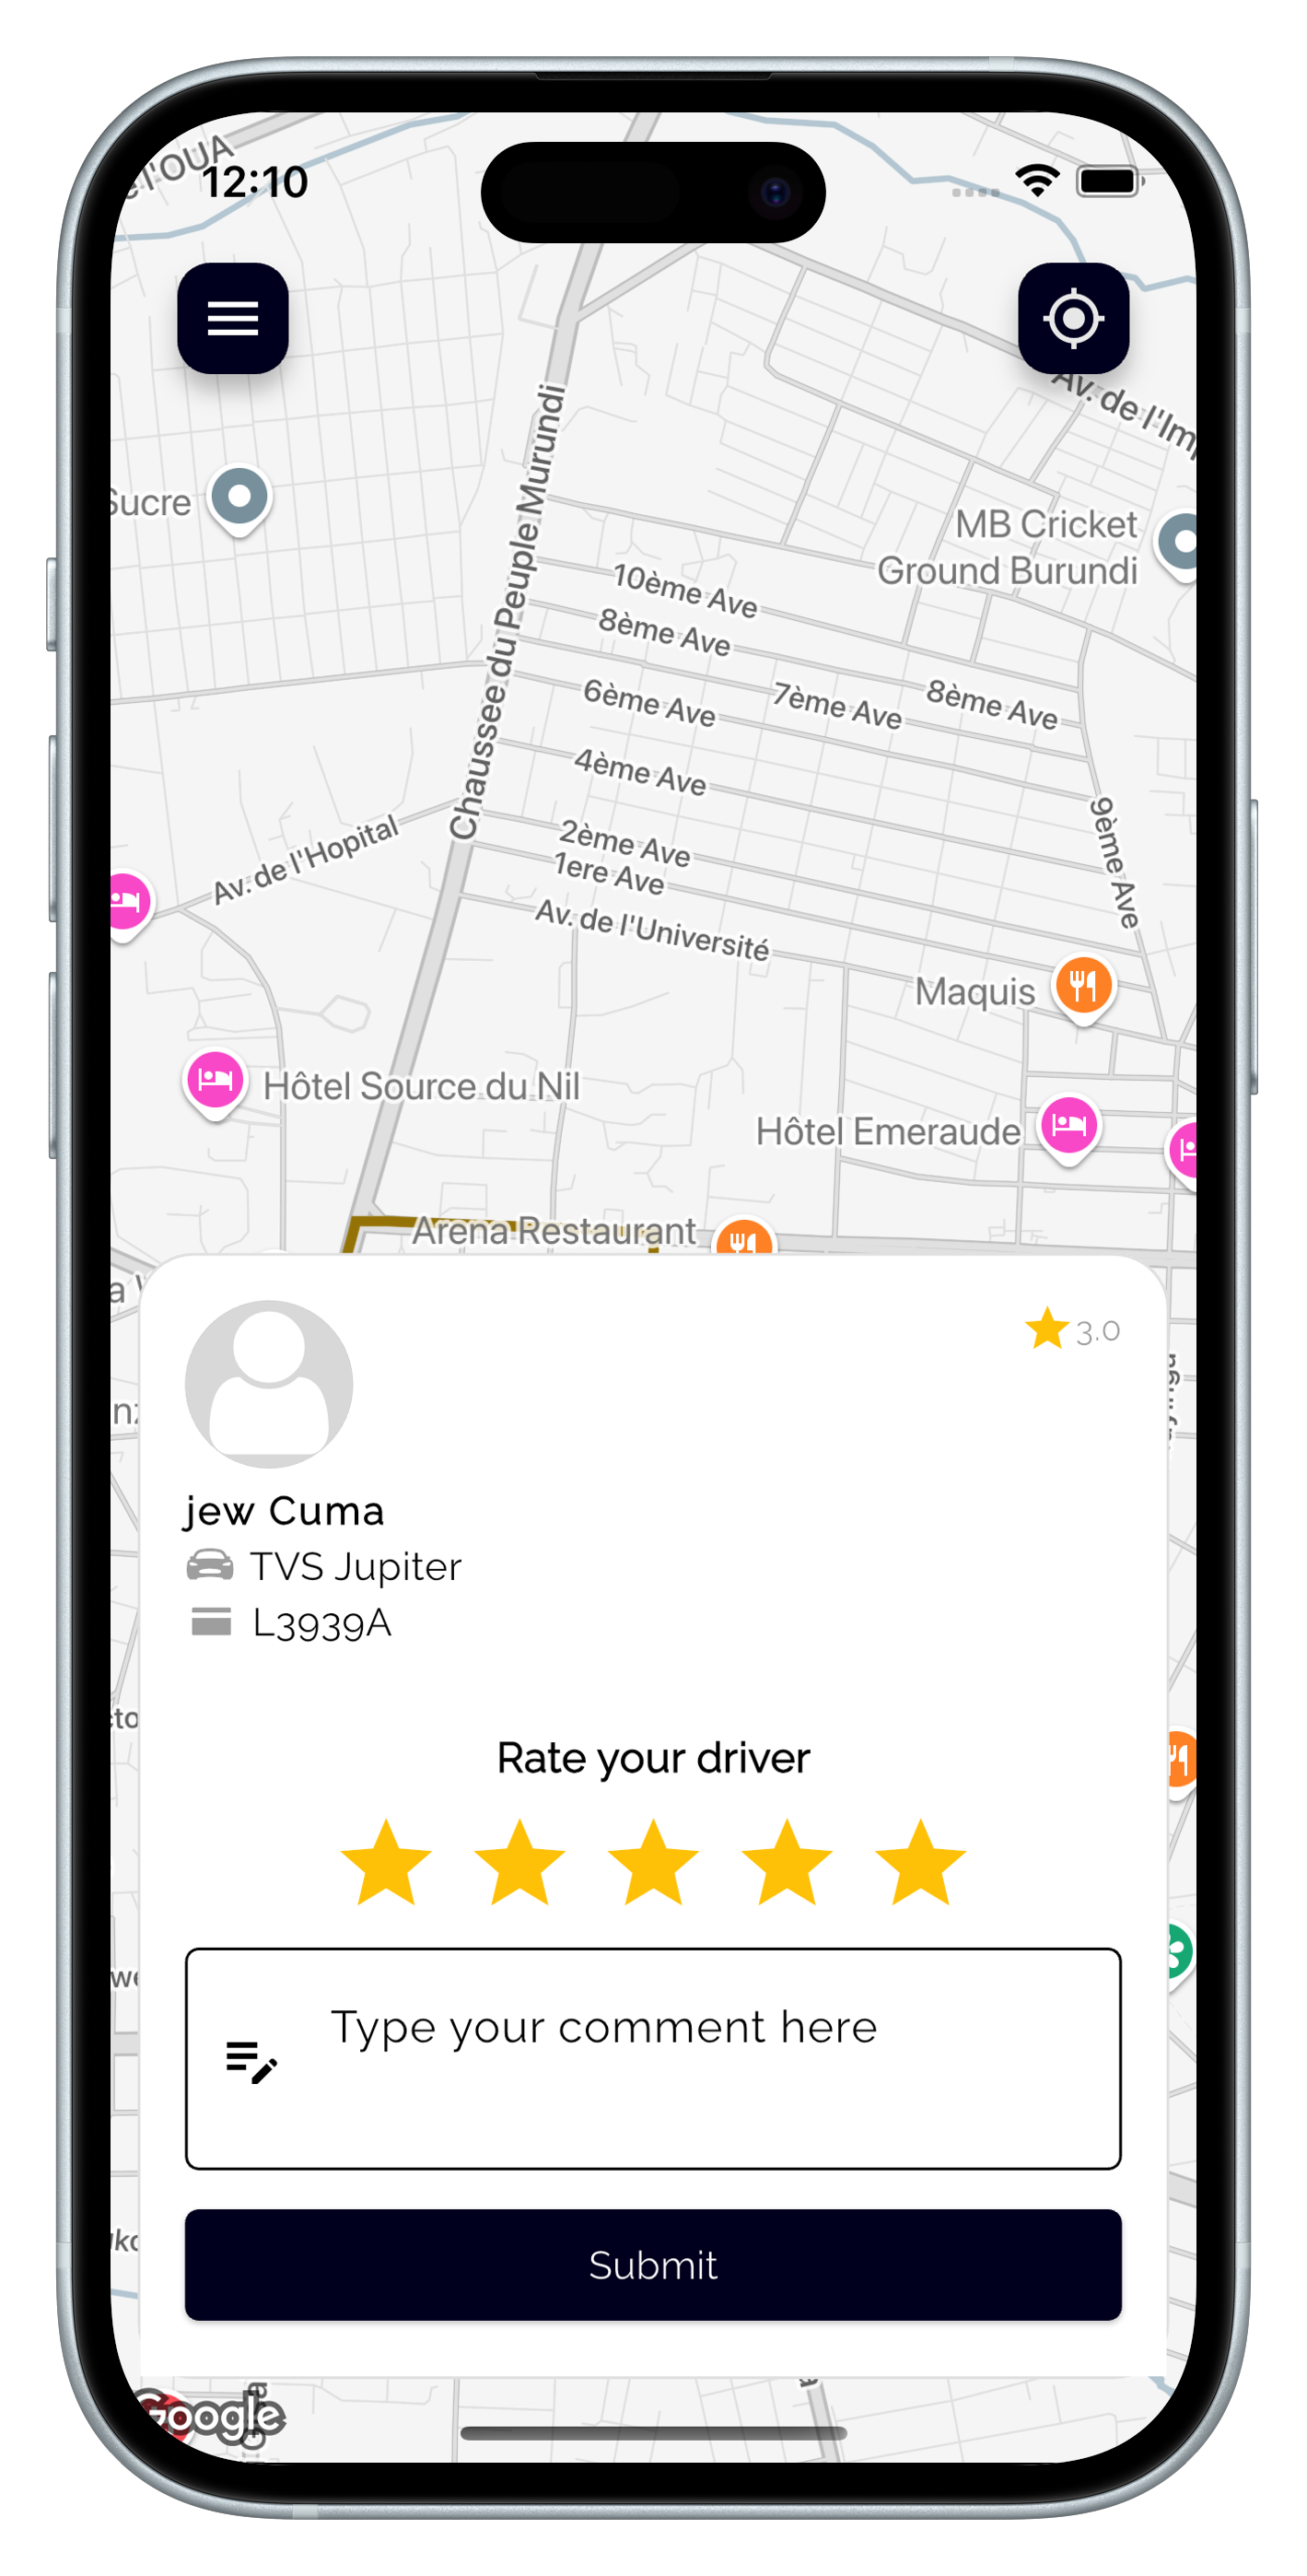 de l'OUA
12:10
Av. de l'Im
Sucre
MB Cricket
Ground Burundi
Chaussee du Peuple Murundi
10ème Ave
8ème Ave
6ème Ave
7ème Ave
8ème Ave
4ème Ave
9ème Ave
Av. de l'Hopital
2ème Ave
1ere Ave
Av. de l'Université
Maquis
Hôtel Source du Nil
Hôtel Emeraude
Arena Restaurant
3.0
jew Cuma
TVS Jupiter
L3939A
Rate your driver
Type your comment here
Submit
Google